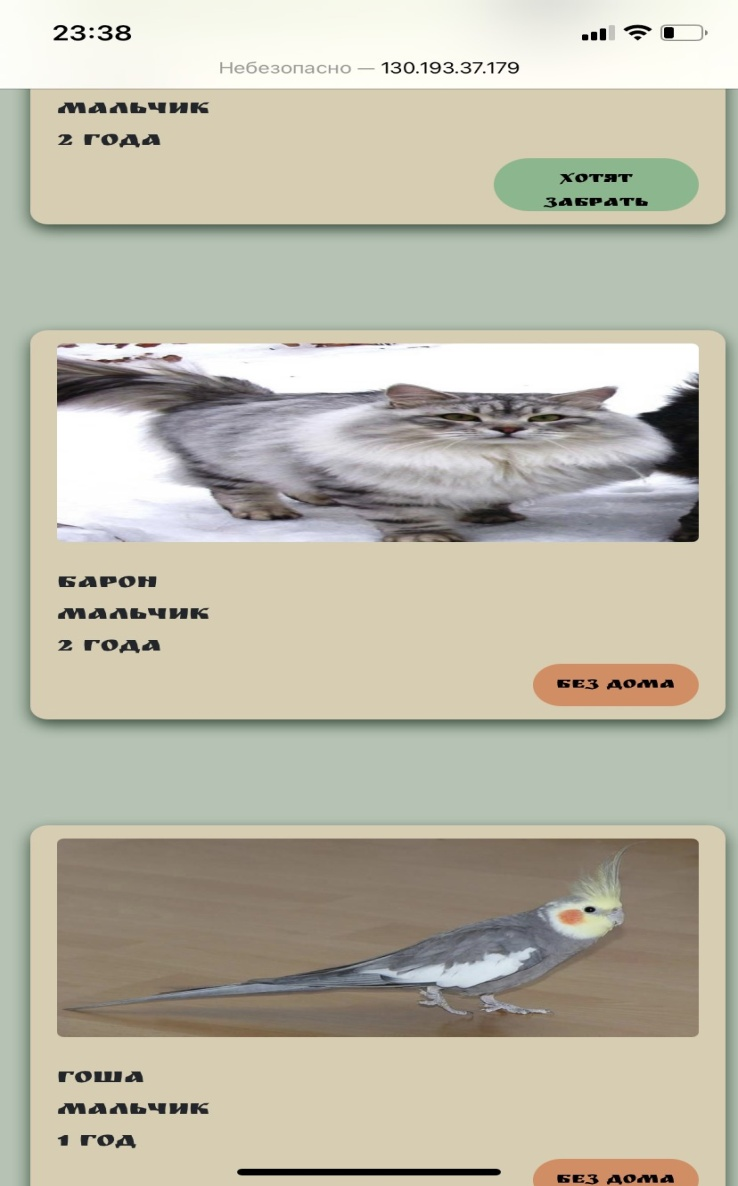 23:38
Небезопасно — 130.193.37.179
МАЛЬЧИК
2 ГОДА
ХОТЯТ
ЗАБРАТЬ
БАРОН
МАЛЬЧИК
2 ГОДА
БЕЗ ДОМА
ГОША
МАЛЬЧИК
1 ГОД
БЕЗ ДОМА